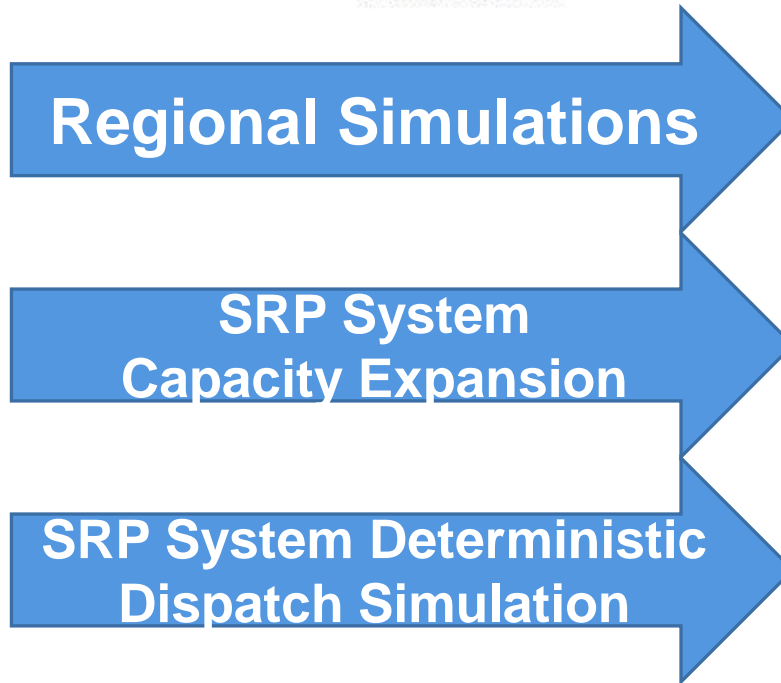 Regional Simulations
SRP System
Capacity Expansion
SRP System Deterministic
Dispatch Simulation